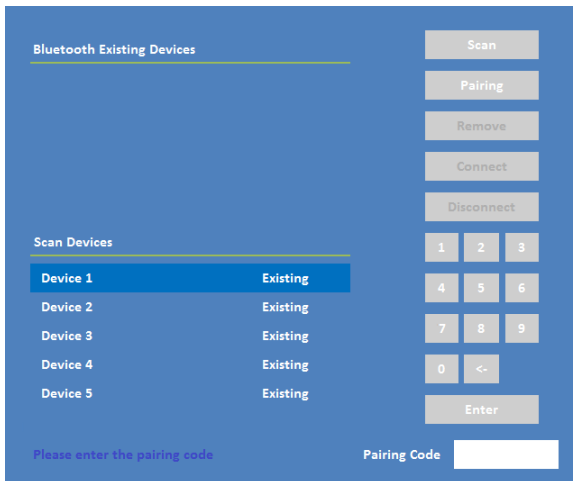 Bluetooth Existing Devices
Scan
Pairing
Remove
Connect
Disconnect
Scan Devices
1 2 3
Device 1 Existing
4 5 6
Device 2 Existing
Device 3 Existing
7 8 9
Device 4 Existing
0 <-
Device 5 Existing
Enter
Please enter the pairing code
Pairing Code